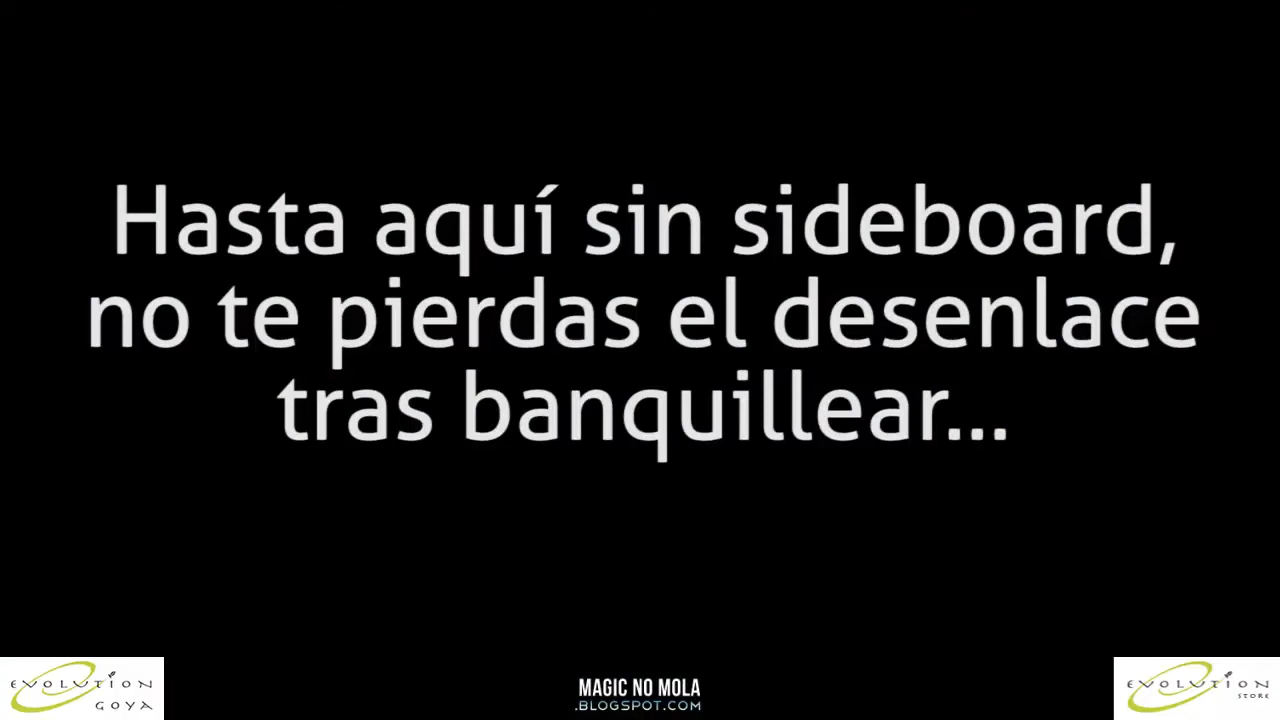 Hasta aquí sin sideboard,
no te pierdas el desenlace
tras banquillear...
EVOLUTION
GOYA
MAGIC NO MOLA
.BLOGSPOT.COM
EVOLUTION
STORE